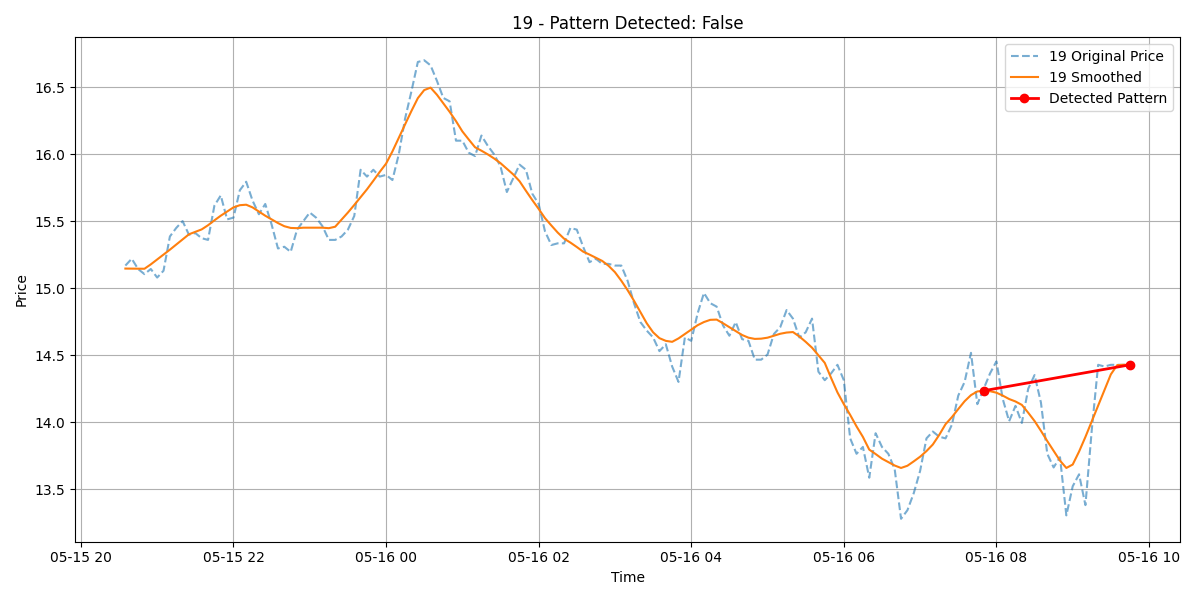 19 - Pattern Detected: False
19 Original Price
19 Smoothed
Detected Pattern
Price
16.5
16.0
15.5
15.0
14.5
14.0
13.5
05-15 20
05-15 22
05-16 00
05-16 02
05-16 04
05-16 06
05-16 08
05-16 10
Time